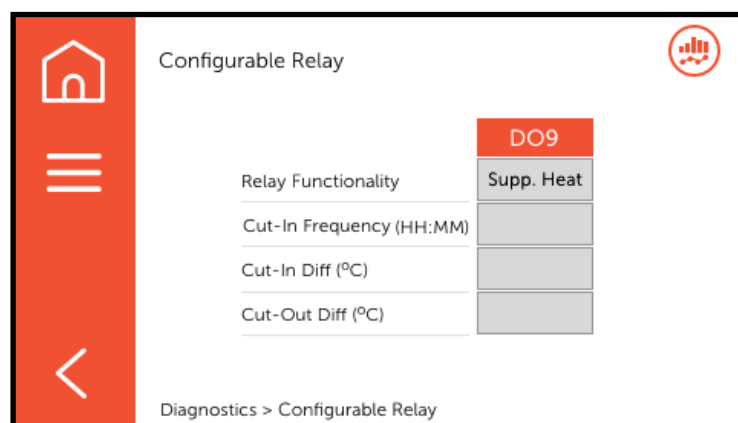 Configurable Relay
DO9
Relay Functionality Supp. Heat
Cut-In Frequency (HH:MM)
Cut-In Diff (ºC)
Cut-Out Diff (ºC)
Diagnostics > Configurable Relay